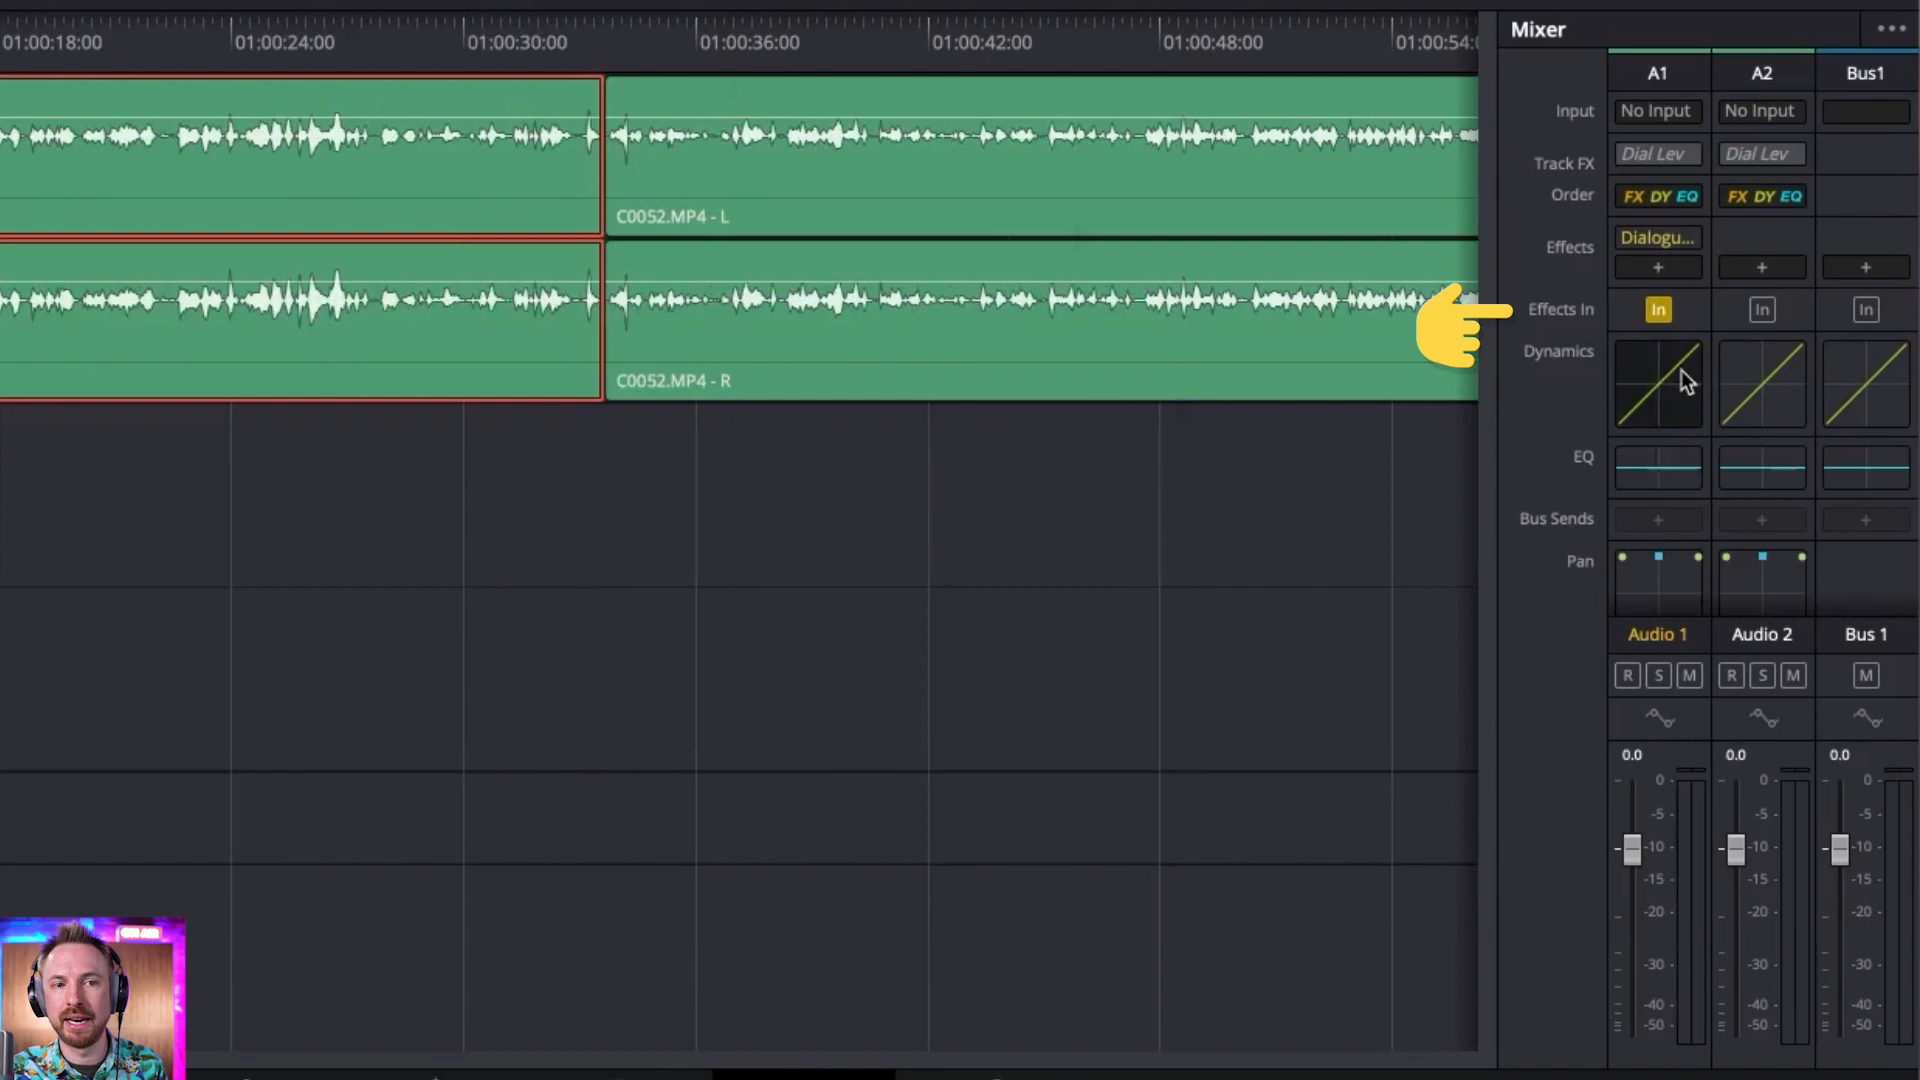 01:00:18:00 01:00:24:00 01:00:30:00 01:00:36:00 01:00:42:00 01:00:48:00 01:00:54:
Mixer
A1 A2 Bus1
Input No Input No Input
Track FX Dial Lev Dial Lev
Order FX DY EQ FX DY EQ
Effects Dialogu...
+ + +
Effects In In In In
Dynamics
EQ
Bus Sends + + +
Pan
C0052.MP4 - L
C0052.MP4 - R
Audio 1 Audio 2 Bus 1
R S M R S M M
0.0 0.0 0.0
0 0 0
-5 -5 -5
-10 -10 -10
-15 -15 -15
-20 -20 -20
-30 -30 -30
-40 -40 -40
-50 -50 -50
ON AIR